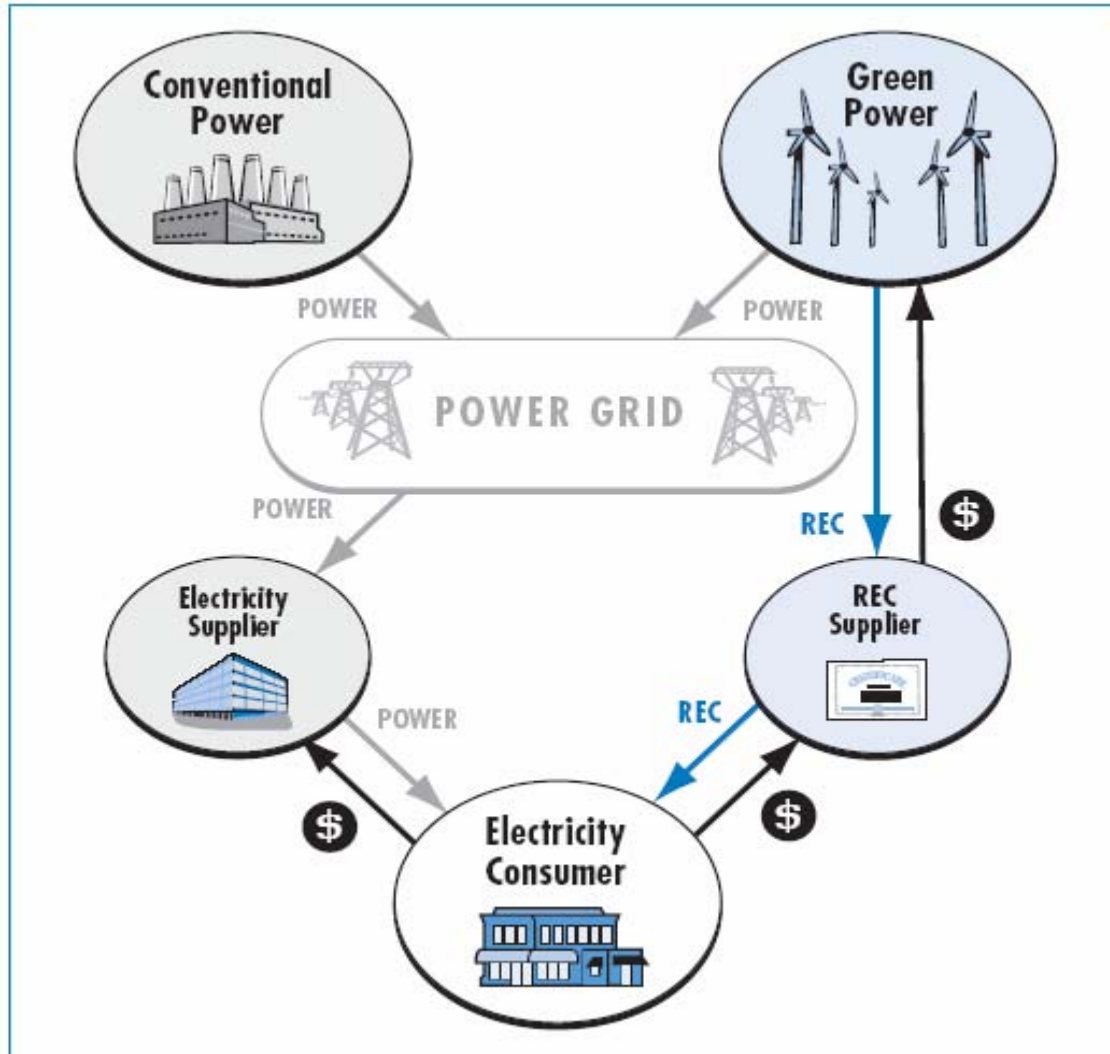 Conventional
Power
Green
Power
POWER
POWER
POWER GRID
POWER
REC
$
Electricity
Supplier
REC
Supplier
POWER
REC
$
$
Electricity
Consumer